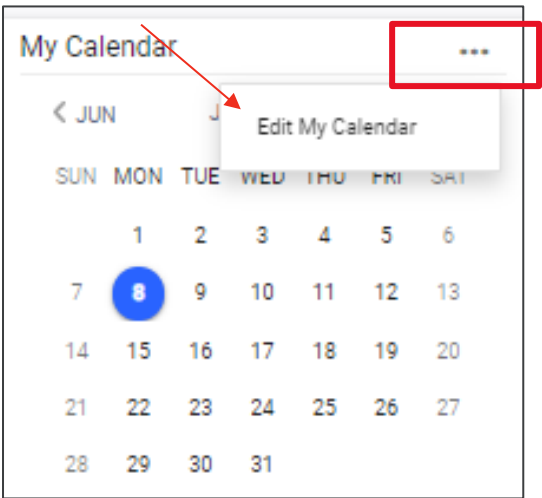 My Calendar ...
< JUN J
Edit My Calendar
SUN MON TUE WED THU FRI SAT
1 2 3 4 5 6
7 8 9 10 11 12 13
14 15 16 17 18 19 20
21 22 23 24 25 26 27
28 29 30 31